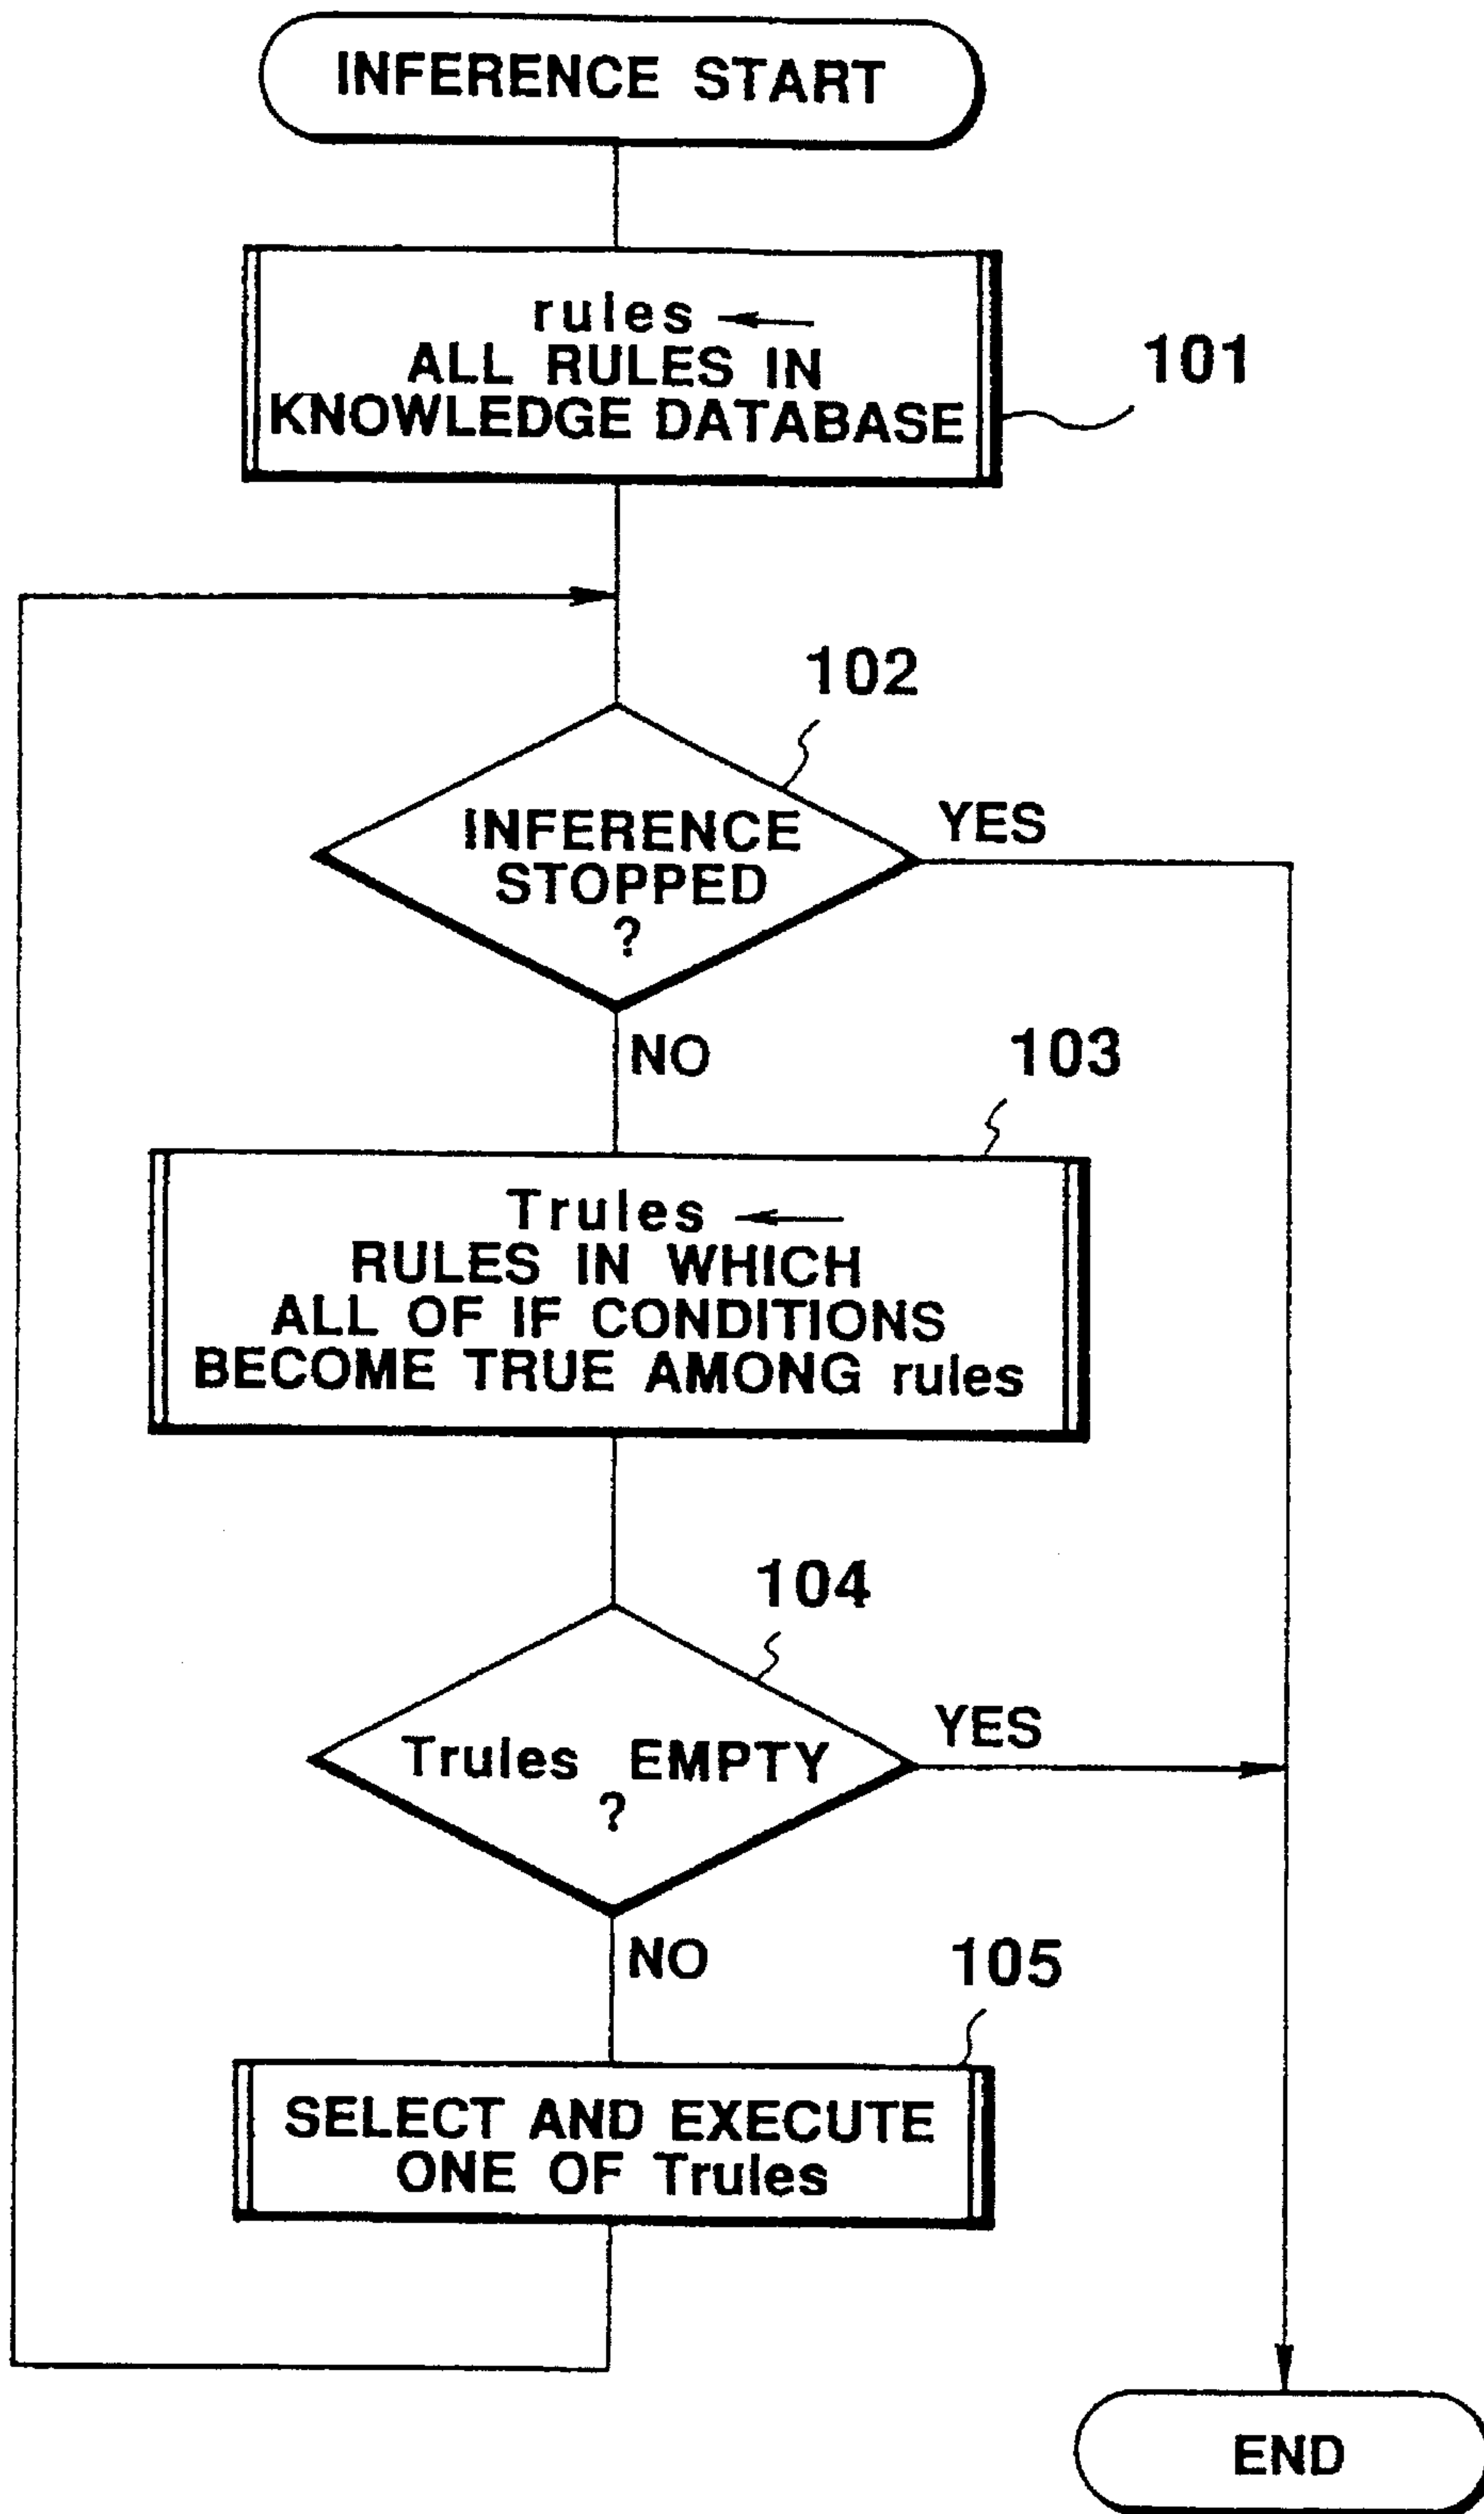 INFERENCE START
rules ←
ALL RULES IN
KNOWLEDGE DATABASE
101
102
INFERENCE
STOPPED
?
YES
NO
103
Trules ←
RULES IN WHICH
ALL OF IF CONDITIONS
BECOME TRUE AMONG rules
104
Trules EMPTY
?
YES
NO
105
SELECT AND EXECUTE
ONE OF Trules
END